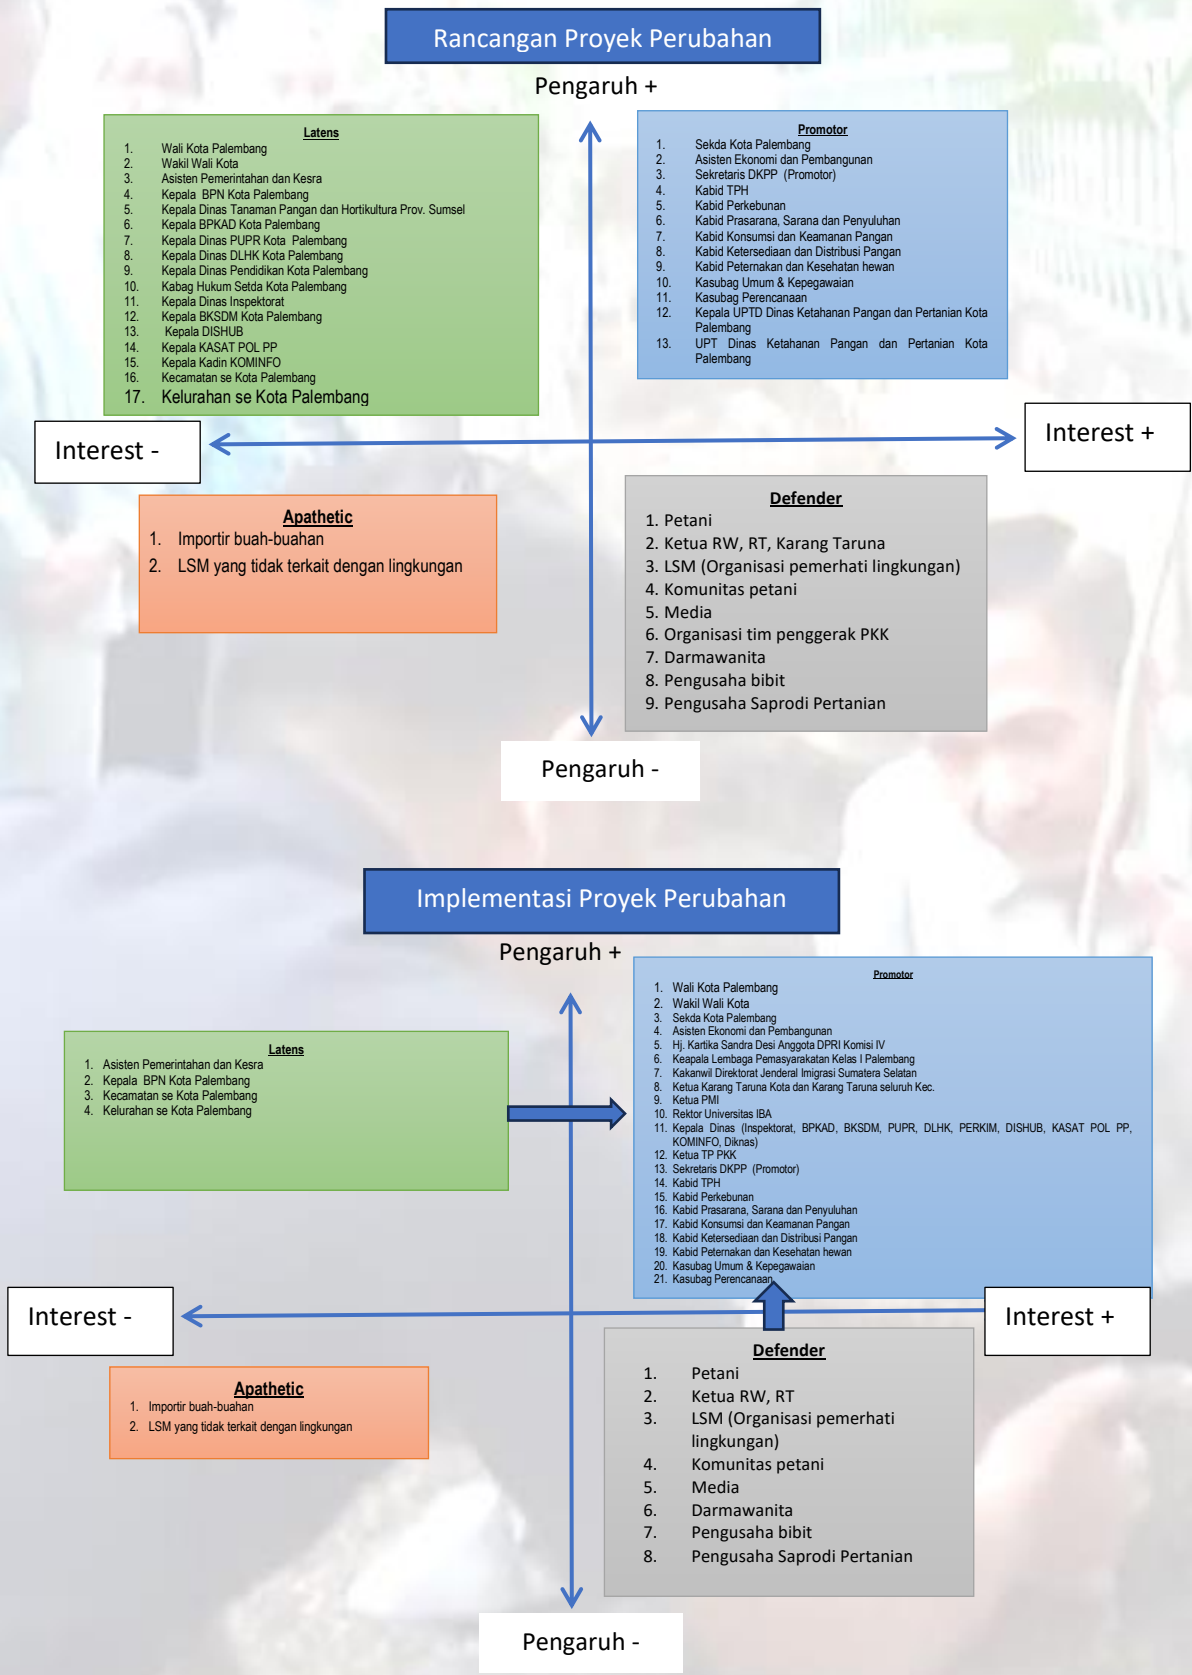 Rancangan Proyek Perubahan
Pengaruh +
Latens
1. Wali Kota Palembang
2. Wakil Wali Kota
3. Asisten Pemerintahan dan Kesra
4. Kepala BPN Kota Palembang
5. Kepala Dinas Tanaman Pangan dan Hortikultura Prov. Sumsel
6. Kepala BPKAD Kota Palembang
7. Kepala Dinas PUPR Kota Palembang
8. Kepala Dinas DLHK Kota Palembang
9. Kepala Dinas Pendidikan Kota Palembang
10. Kabag Hukum Setda Kota Palembang
11. Kepala Dinas Inspektorat
12. Kepala BKSDM Kota Palembang
13. Kepala DISHUB
14. Kepala KASAT POL PP
15. Kepala Kadin KOMINFO
16. Kecamatan se Kota Palembang
17. Kelurahan se Kota Palembang
Promotor
1. Sekda Kota Palembang
2. Asisten Ekonomi dan Pembangunan
3. Sekretaris DKPP (Promotor)
4. Kabid TPH
5. Kabid Perkebunan
6. Kabid Prasarana, Sarana dan Penyuluhan
7. Kabid Konsumsi dan Keamanan Pangan
8. Kabid Ketersediaan dan Distribusi Pangan
9. Kabid Peternakan dan Kesehatan hewan
10. Kasubag Umum & Kepegawaian
11. Kasubag Perencanaan
12. Kepala UPTD Dinas Ketahanan Pangan dan Pertanian Kota
Palembang
13. UPT Dinas Ketahanan Pangan dan Pertanian Kota
Palembang
Interest -
Interest +
Apathetic
1. Importir buah-buahan
2. LSM yang tidak terkait dengan lingkungan
Defender
1. Petani
2. Ketua RW, RT, Karang Taruna
3. LSM (Organisasi pemerhati lingkungan)
4. Komunitas petani
5. Media
6. Organisasi tim penggerak PKK
7. Darmawanita
8. Pengusaha bibit
9. Pengusaha Saprodi Pertanian
Pengaruh -
Implementasi Proyek Perubahan
Pengaruh +
Latens
1. Asisten Pemerintahan dan Kesra
2. Kepala BPN Kota Palembang
3. Kecamatan se Kota Palembang
4. Kelurahan se Kota Palembang
Promotor
1. Wali Kota Palembang
2. Wakil Wali Kota
3. Sekda Kota Palembang
4. Asisten Ekonomi dan Pembangunan
5. Hj. Kartika Sandra Desi Anggota DPRI Komisi IV
6. Keapala Lembaga Pemasyarakatan Kelas I Palembang
7. Kakanwil Direktorat Jenderal Imigrasi Sumatera Selatan
8. Ketua Karang Taruna Kota dan Karang Taruna seluruh Kec.
9. Ketua PMI
10. Rektor Universitas IBA
11. Kepala Dinas (Inspektorat, BPKAD, BKSDM, PUPR, DLHK, PERKIM, DISHUB, KASAT POL PP,
KOMINFO, Diknas)
12. Ketua TP PKK
13. Sekretaris DKPP (Promotor)
14. Kabid TPH
15. Kabid Perkebunan
16. Kabid Prasarana, Sarana dan Penyuluhan
17. Kabid Konsumsi dan Keamanan Pangan
18. Kabid Ketersediaan dan Distribusi Pangan
19. Kabid Peternakan dan Kesehatan hewan
20. Kasubag Umum & Kepegawaian
21. Kasubag Perencanaan
Interest -
Interest +
Apathetic
1. Importir buah-buahan
2. LSM yang tidak terkait dengan lingkungan
Defender
1. Petani
2. Ketua RW, RT
3. LSM (Organisasi pemerhati
lingkungan)
4. Komunitas petani
5. Media
6. Darmawanita
7. Pengusaha bibit
8. Pengusaha Saprodi Pertanian
Pengaruh -